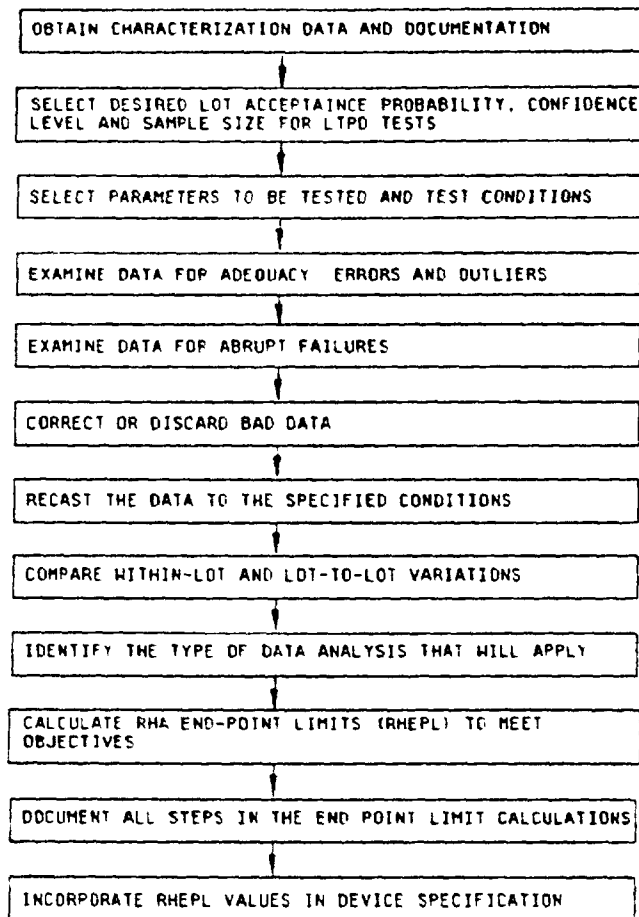 OBTAIN CHARACTERIZATION DATA AND DOCUMENTATION
SELECT DESIRED LOT ACCEPTAINCE PROBABILITY, CONFIDENCE
LEVEL AND SAMPLE SIZE FOR LTPD TESTS
SELECT PARAMETERS TO BE TESTED AND TEST CONDITIONS
EXAMINE DATA FOR ADEQUACY ERRORS AND OUTLIERS
EXAMINE DATA FOR ABRUPT FAILURES
CORRECT OR DISCARD BAD DATA
RECAST THE DATA TO THE SPECIFIED CONDITIONS
COMPARE WITHIN-LOT AND LOT-TO-LOT VARIATIONS
IDENTIFY THE TYPE OF DATA ANALYSIS THAT WILL APPLY
CALCULATE RHA END-POINT LIMITS (RHEPL) TO MEET
OBJECTIVES
DOCUMENT ALL STEPS IN THE END POINT LIMIT CALCULATIONS
INCORPORATE RHEPL VALUES IN DEVICE SPECIFICATION